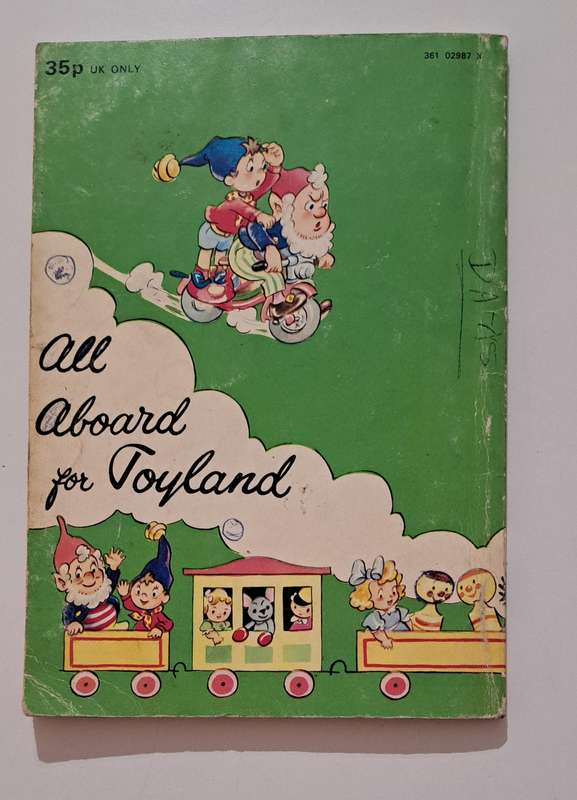 35p UK ONLY
361 02987 X
All
Aboard
for Toyland